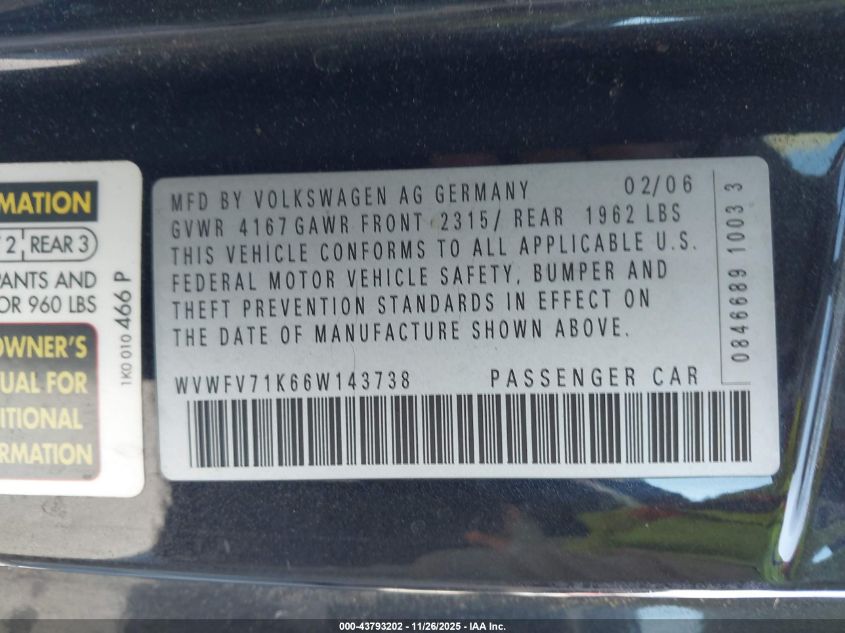 MATION
2 REAR 3
PANTS AND
OR 960 LBS
OWNER'S
UAL FOR
ITIONAL
ORMATION
1K0 010 466 P
MFD BY VOLKSWAGEN AG GERMANY 02/06
GVWR 4167 GAWR FRONT 2315/ REAR 1962 LBS
THIS VEHICLE CONFORMS TO ALL APPLICABLE U.S.
FEDERAL MOTOR VEHICLE SAFETY, BUMPER AND
THEFT PREVENTION STANDARDS IN EFFECT ON
THE DATE OF MANUFACTURE SHOWN ABOVE.
WVWFV71K66W143738 PASSENGER CAR
0846689 10033
000-43793202 - 11/26/2025 - IAA Inc.